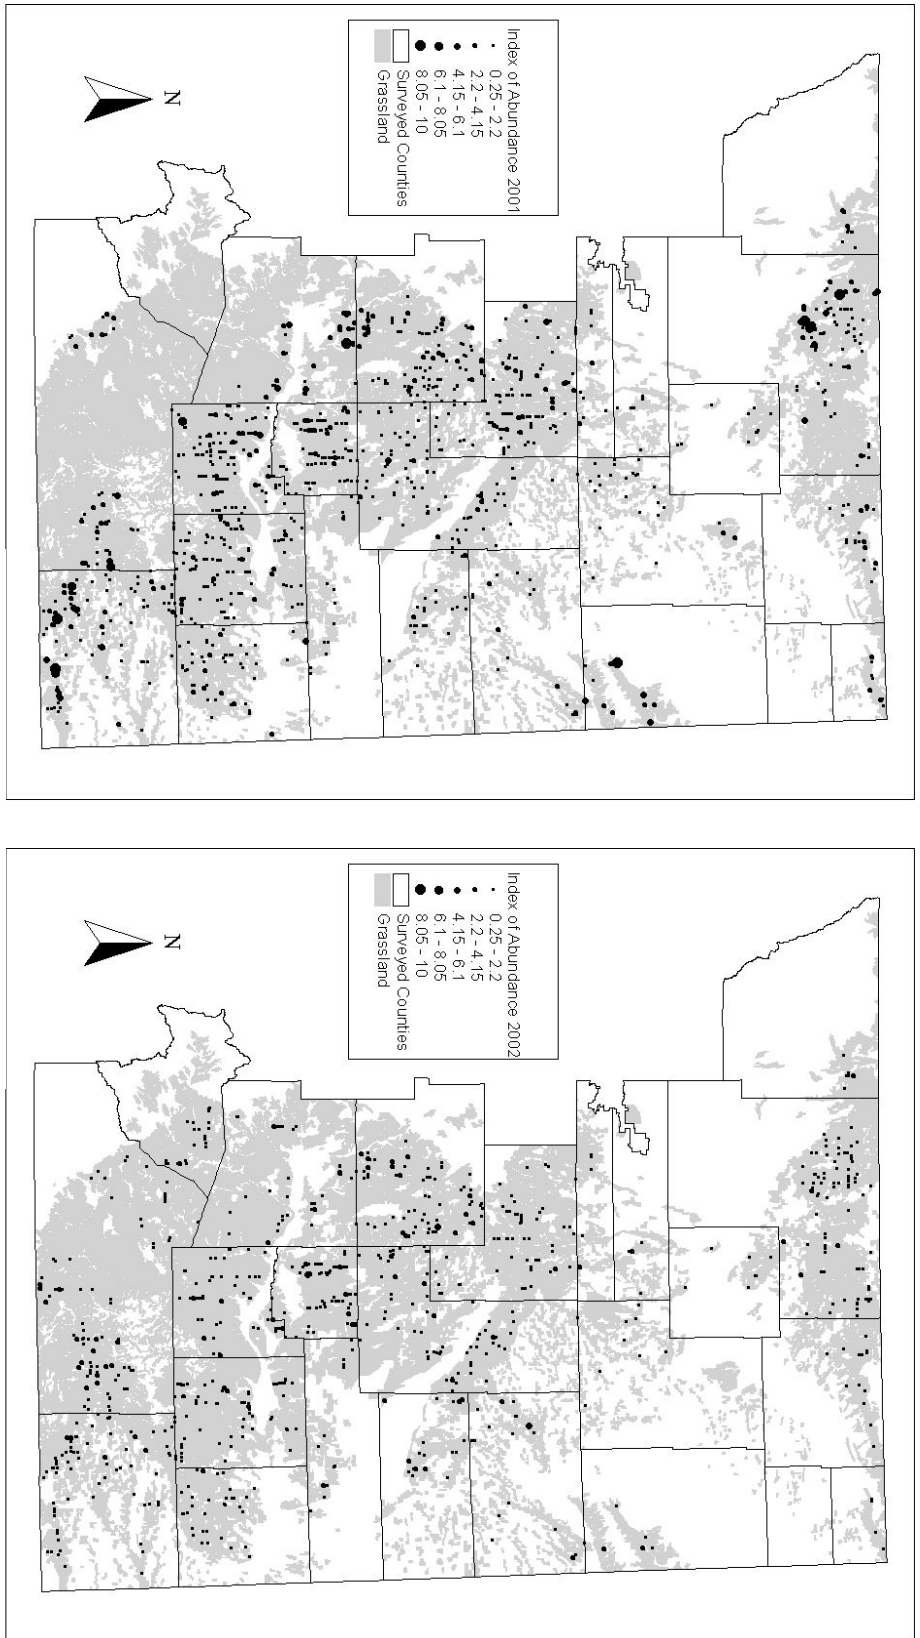 Index of Abundance 2001
0.25 - 2.2
2.2 - 4.15
4.15 - 6.1
6.1 - 8.05
8.05 - 10
Surveyed Counties
Grassland
N
Index of Abundance 2002
0.25 - 2.2
2.2 - 4.15
4.15 - 6.1
6.1 - 8.05
8.05 - 10
Surveyed Counties
Grassland
N